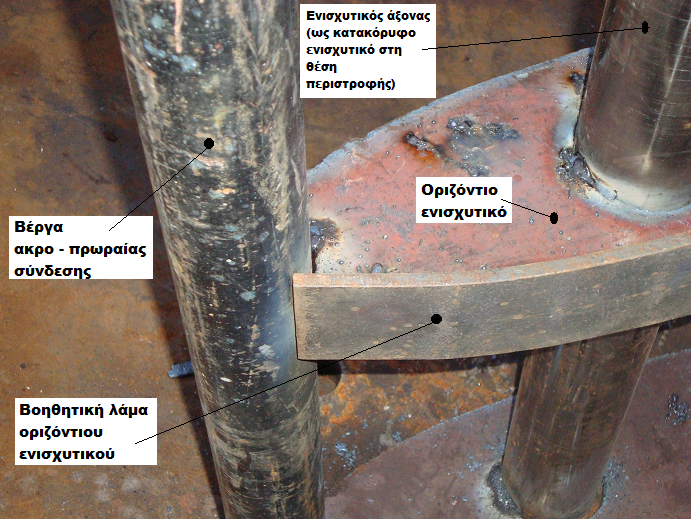 Ενισχυτικός άξονας
(ως κατακόρυφο
ενισχυτικό στη
θέση
περιστροφής)
Οριζόντιο
ενισχυτικό
Βέργα
ακρο - πρωραίας
σύνδεσης
Βοηθητική λάμα
οριζόντιου
ενισχυτικού